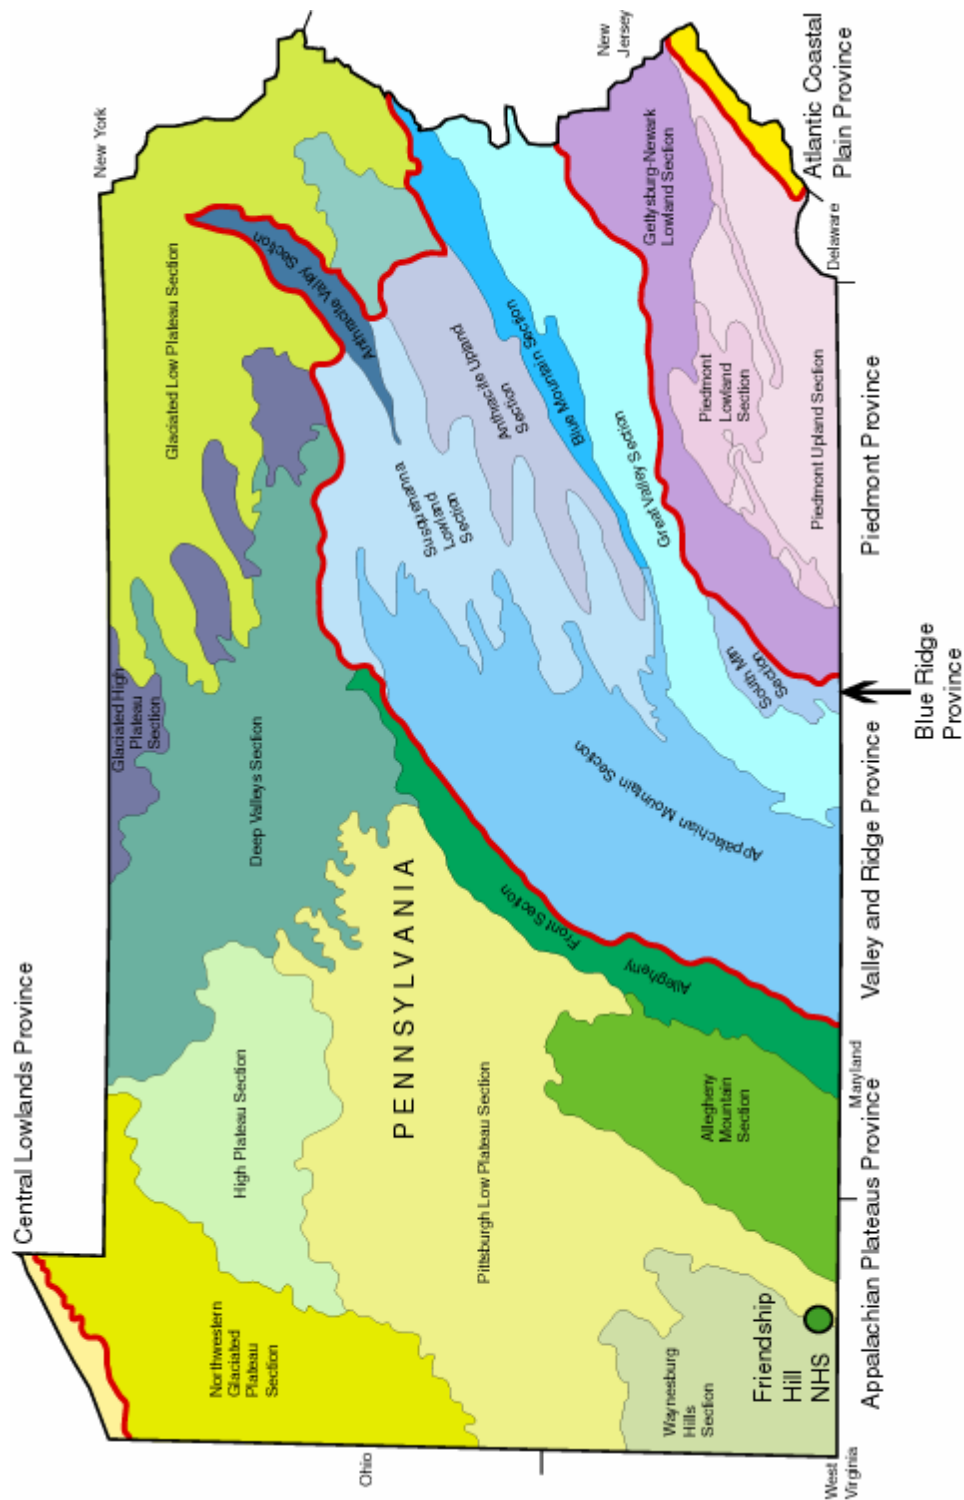 Central Lowlands Province
New York
New
Jersey
Northwestern
Glaciated
Plateau
Section
High Plateau Section
Deep Valleys Section
Glaciated High
Plateau
Section
Glaciated Low Plateau Section
Anthracite Valley Section
Susquehanna
Lowland
Section
Anthracite Upland
Section
Blue Mountain Section
Great Valley Section
Appalachian Mountain Section
PENNSYLVANIA
Allegheny Front Section
Pittsburgh Low Plateau Section
Allegheny
Mountain
Section
Waynesburg
Hills
Section
Friendship
Hill
NHS
South Mtn
Section
Gettysburg-Newark
Lowland Section
Piedmont
Lowland
Section
Piedmont Upland Section
Ohio
West
Virginia
Maryland
Delaware
Appalachian Plateaus Province
Valley and Ridge Province
Blue Ridge
Province
Piedmont Province
Atlantic Coastal
Plain Province